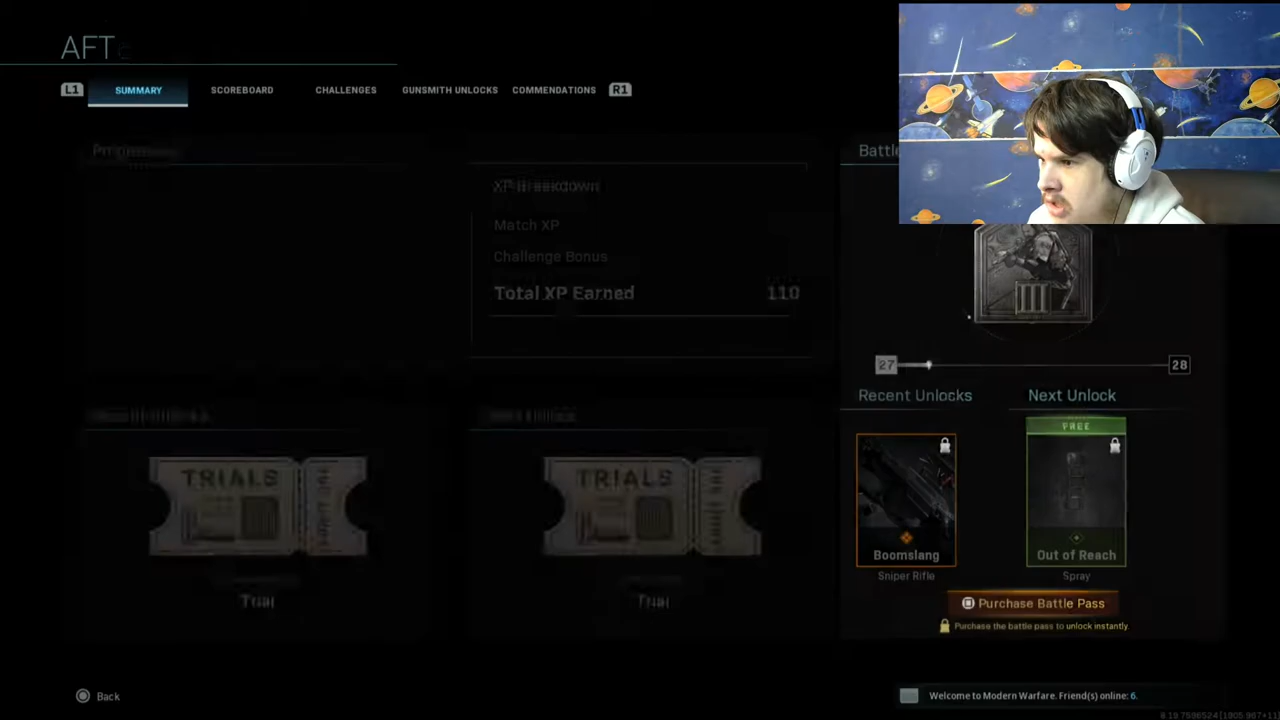 AFT
L1 SUMMARY SCOREBOARD CHALLENGES GUNSMITH UNLOCKS COMMENDATIONS R1
Battle
XP Breakdown
Match XP
Challenge Bonus
Total XP Earned 110
27 28
Recent Unlocks Next Unlock
FREE
TRIALS TRIALS
Boomslang Out of Reach
Sniper Rifle Spray
Trial Trial
Purchase Battle Pass
Purchase the battle pass to unlock instantly.
Back
Welcome to Modern Warfare. Friend(s) online: 6.